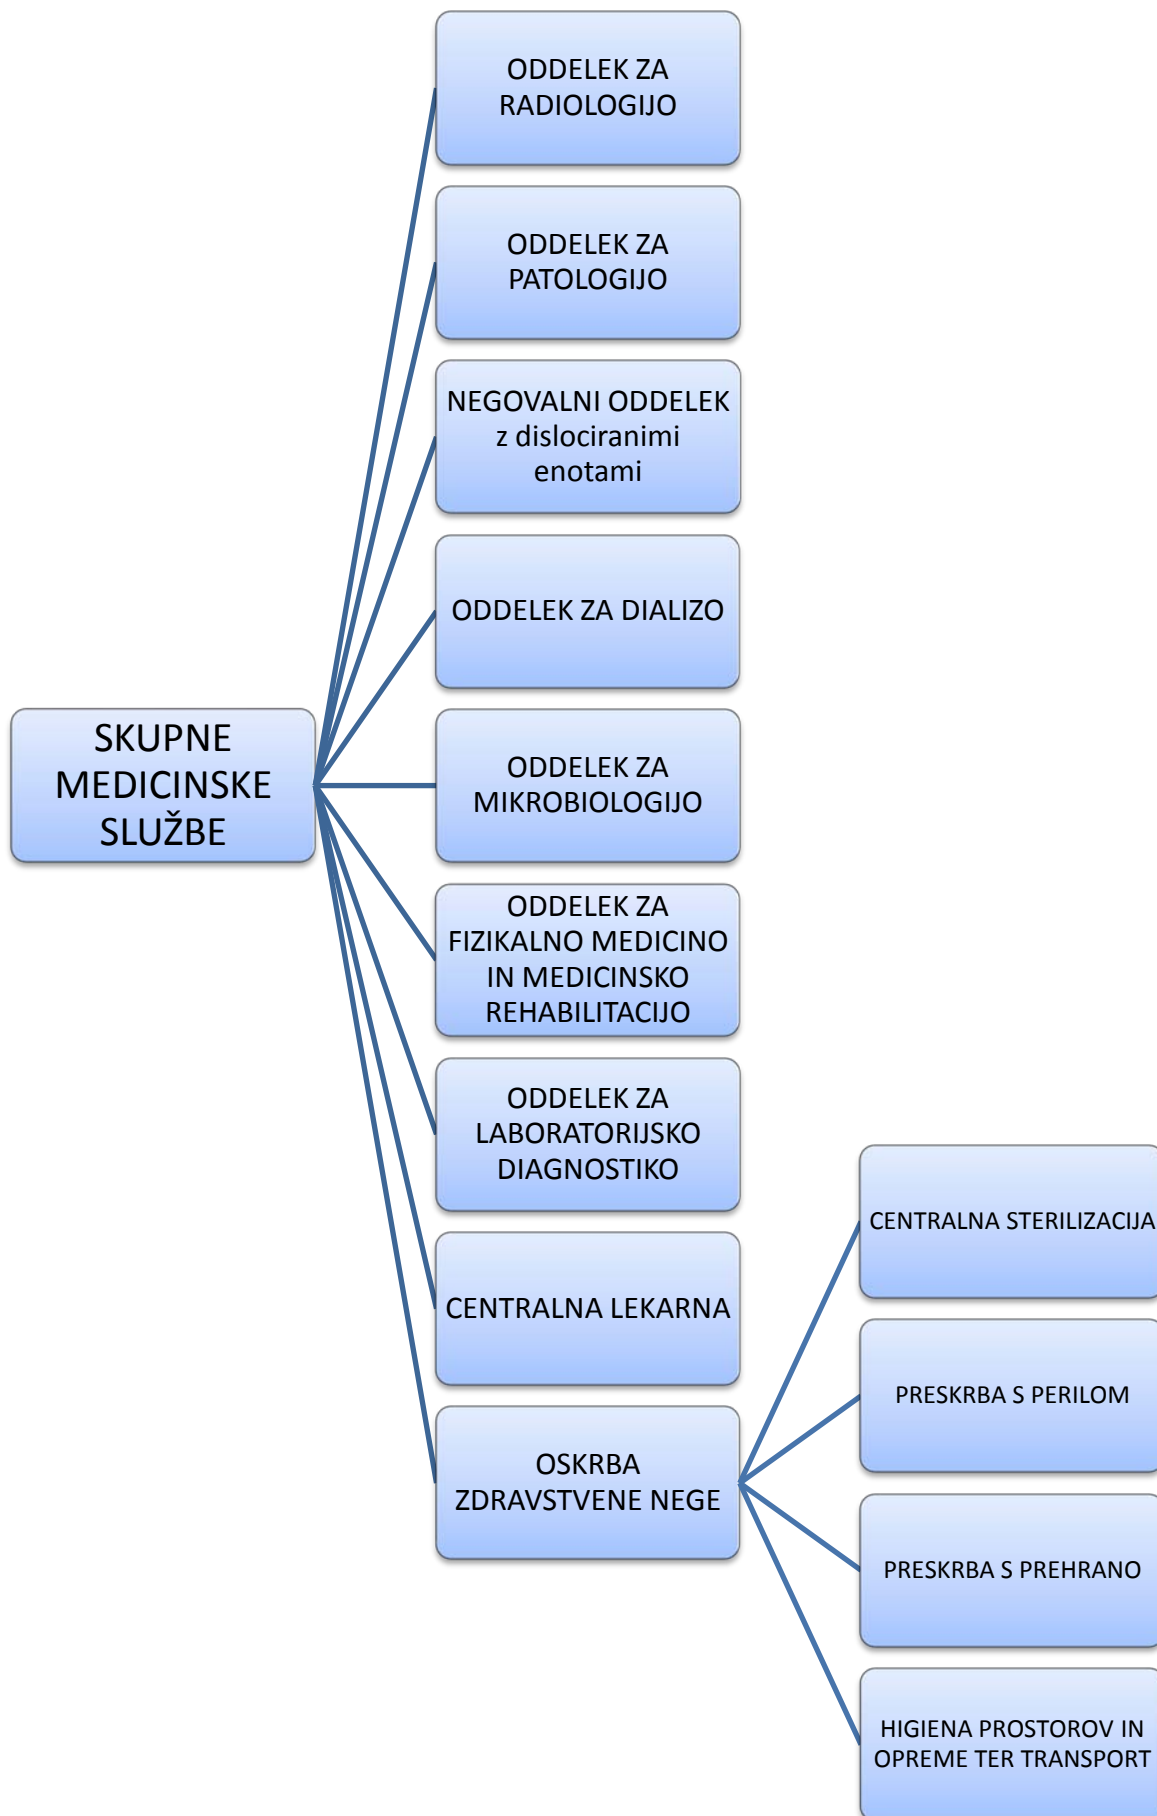 ODDELEK ZA
RADIOLOGIJO
ODDELEK ZA
PATOLOGIJO
NEGOVALNI ODDELEK
z dislociranimi
enotami
ODDELEK ZA DIALIZO
SKUPNE
MEDICINSKE
SLUŽBE
ODDELEK ZA
MIKROBIOLOGIJO
ODDELEK ZA
FIZIKALNO MEDICINO
IN MEDICINSKO
REHABILITACIJO
ODDELEK ZA
LABORATORIJSKO
DIAGNOSTIKO
CENTRALNA LEKARNA
OSKRBA
ZDRAVSTVENE NEGE
CENTRALNA STERILIZACIJA
PRESKRBA S PERILOM
PRESKRBA S PREHRANO
HIGIENA PROSTOROV IN
OPREME TER TRANSPORT